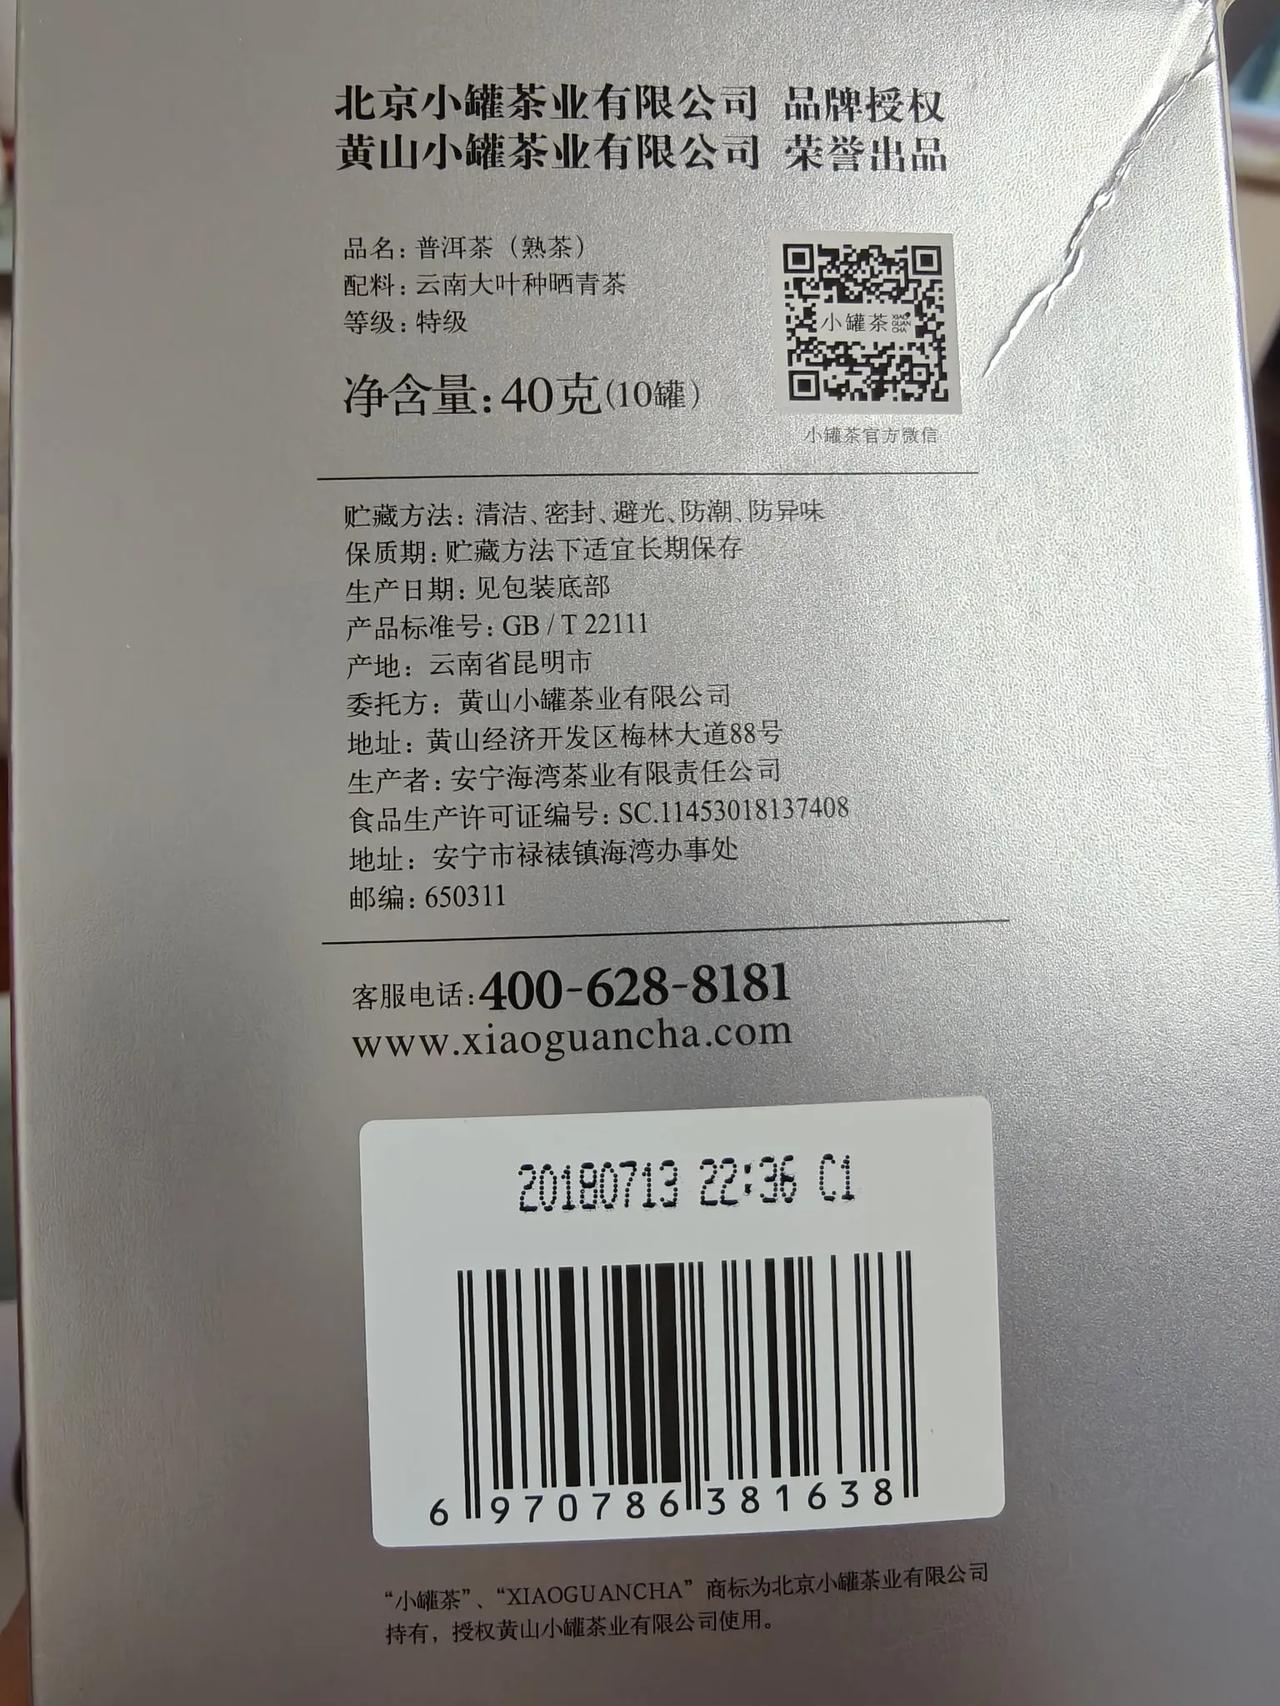 北京小罐茶业有限公司 品牌授权
黄山小罐茶业有限公司 荣誉出品
品名：普洱茶（熟茶）
配料：云南大叶种晒青茶
等级：特级
净含量：40克(10罐)
小罐茶 XIAO GUAN CHA
小罐茶官方微信
贮藏方法：清洁、密封、避光、防潮、防异味
保质期：贮藏方法下适宜长期保存
生产日期：见包装底部
产品标准号：GB / T 22111
产地：云南省昆明市
委托方：黄山小罐茶业有限公司
地址：黄山经济开发区梅林大道88号
生产者：安宁海湾茶业有限责任公司
食品生产许可证编号：SC.11453018137408
地址：安宁市禄裱镇海湾办事处
邮编：650311
客服电话：400-628-8181
www.xiaoguancha.com
20180713 22:36 C1
6 970786 381638
“小罐茶”、“XIAOGUANCHA”商标为北京小罐茶业有限公司
持有，授权黄山小罐茶业有限公司使用。